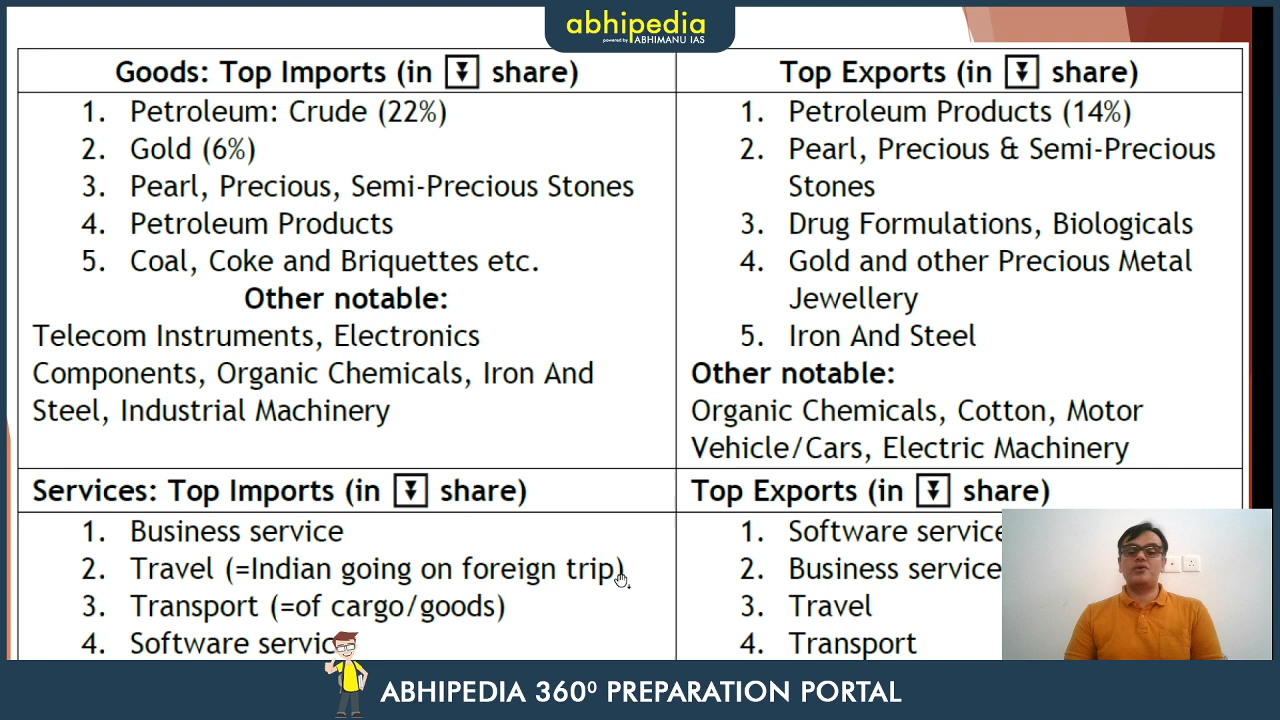 abhipedia
powered by ABHIMANU IAS
Goods: Top Imports (in ⏬ share)
1. Petroleum: Crude (22%)
2. Gold (6%)
3. Pearl, Precious, Semi-Precious Stones
4. Petroleum Products
5. Coal, Coke and Briquettes etc.
Other notable:
Telecom Instruments, Electronics
Components, Organic Chemicals, Iron And
Steel, Industrial Machinery
Top Exports (in ⏬ share)
1. Petroleum Products (14%)
2. Pearl, Precious & Semi-Precious
Stones
3. Drug Formulations, Biologicals
4. Gold and other Precious Metal
Jewellery
5. Iron And Steel
Other notable:
Organic Chemicals, Cotton, Motor
Vehicle/Cars, Electric Machinery
Services: Top Imports (in ⏬ share)
1. Business service
2. Travel (=Indian going on foreign trip)
3. Transport (=of cargo/goods)
4. Software servic
Top Exports (in ⏬ share)
1. Software service
2. Business service
3. Travel
4. Transport
ABHIPEDIA 360⁰ PREPARATION PORTAL